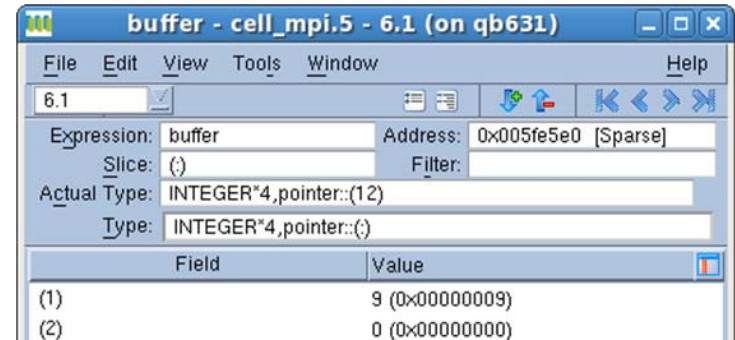 buffer - cell_mpi.5 - 6.1 (on qb631)
File Edit View Tools Window Help
6.1
Expression: buffer Address: 0x005fe5e0 [Sparse]
Slice: (:) Filter:
Actual Type: INTEGER*4,pointer::(12)
Type: INTEGER*4,pointer::(:)
Field Value
(1) 9 (0x00000009)
(2) 0 (0x00000000)